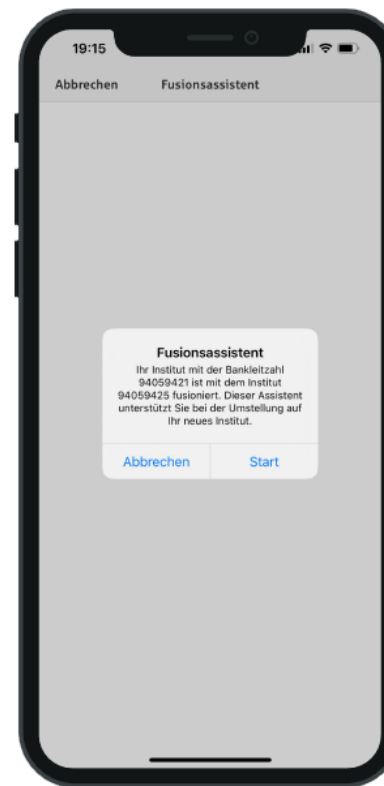 19:15
Abbrechen Fusionsassistent
Fusionsassistent
Ihr Institut mit der Bankleitzahl
94059421 ist mit dem Institut
94059425 fusioniert. Dieser Assistent
unterstützt Sie bei der Umstellung auf
Ihr neues Institut.
Abbrechen Start